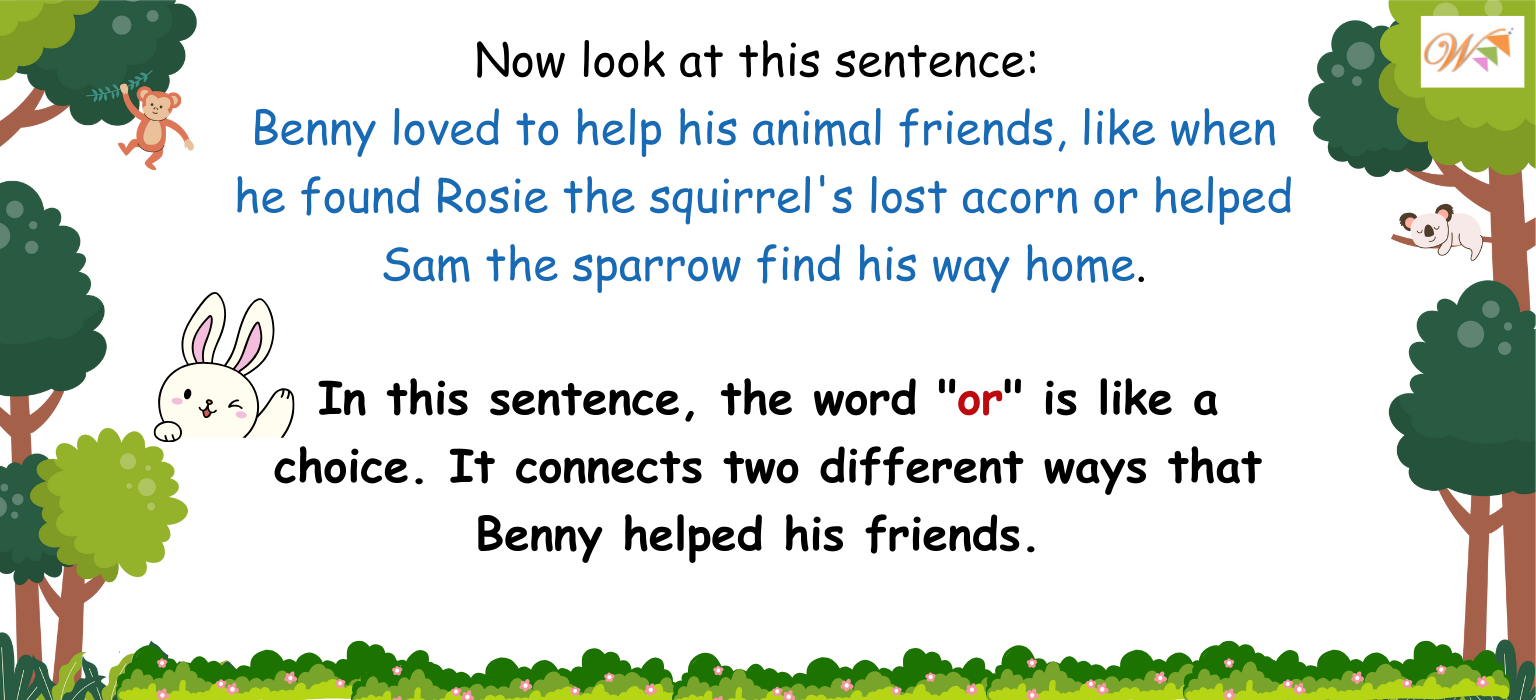 Now look at this sentence:
Benny loved to help his animal friends, like when
he found Rosie the squirrel's lost acorn or helped
Sam the sparrow find his way home.
In this sentence, the word "or" is like a
choice. It connects two different ways that
Benny helped his friends.
W